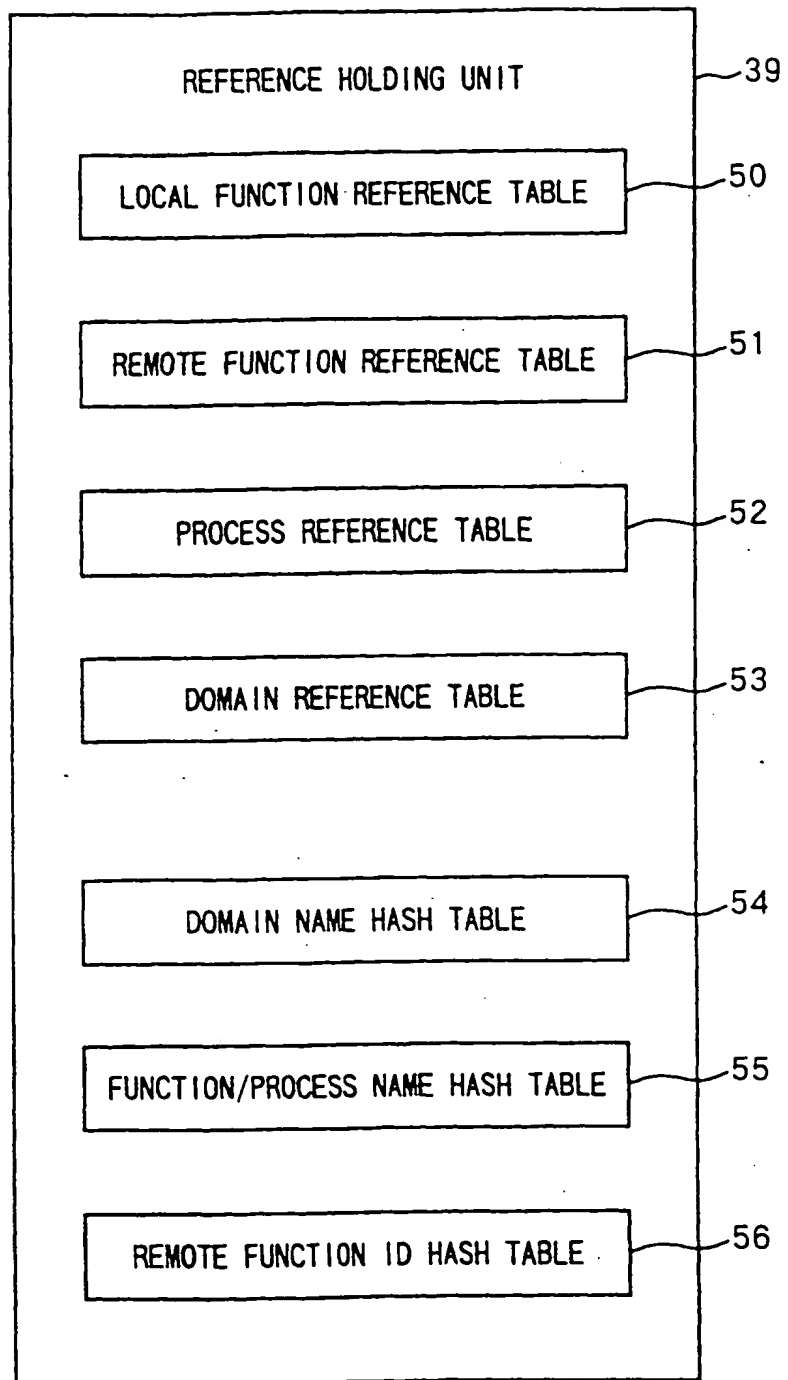 REFERENCE HOLDING UNIT
39
LOCAL FUNCTION REFERENCE TABLE
50
REMOTE FUNCTION REFERENCE TABLE
51
PROCESS REFERENCE TABLE
52
DOMAIN REFERENCE TABLE
53
DOMAIN NAME HASH TABLE
54
FUNCTION/PROCESS NAME HASH TABLE
55
REMOTE FUNCTION ID HASH TABLE
56